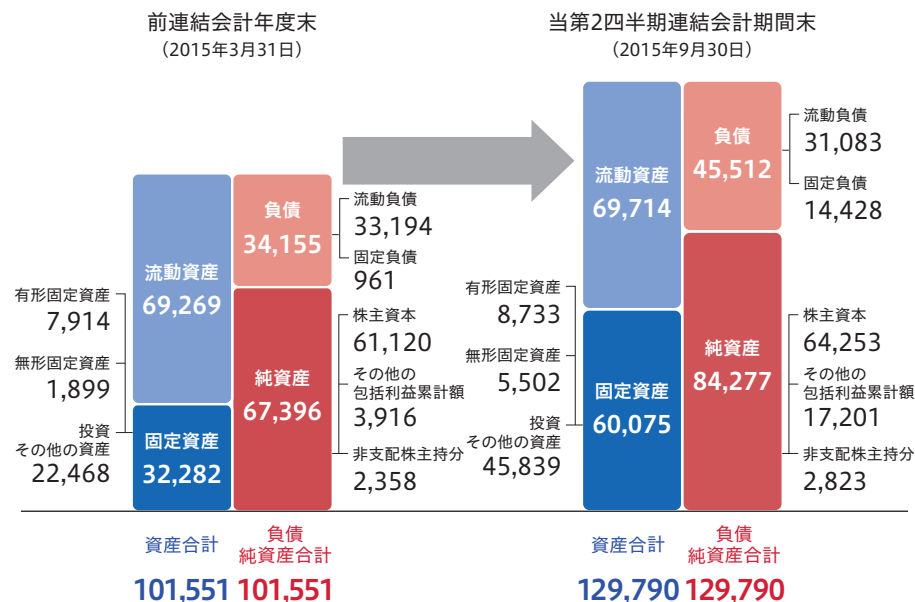 前連結会計年度末
（2015年3月31日）
有形固定資産
7,914
無形固定資産
1,899
投資
その他の資産
22,468
流動資産
69,269
固定資産
32,282
負債
34,155
純資産
67,396
流動負債
33,194
固定負債
961
株主資本
61,120
その他の
包括利益累計額
3,916
非支配株主持分
2,358
資産合計
101,551
負債
純資産合計
101,551
当第2四半期連結会計期間末
（2015年9月30日）
有形固定資産
8,733
無形固定資産
5,502
投資
その他の資産
45,839
流動資産
69,714
固定資産
60,075
負債
45,512
純資産
84,277
流動負債
31,083
固定負債
14,428
株主資本
64,253
その他の
包括利益累計額
17,201
非支配株主持分
2,823
資産合計
129,790
負債
純資産合計
129,790